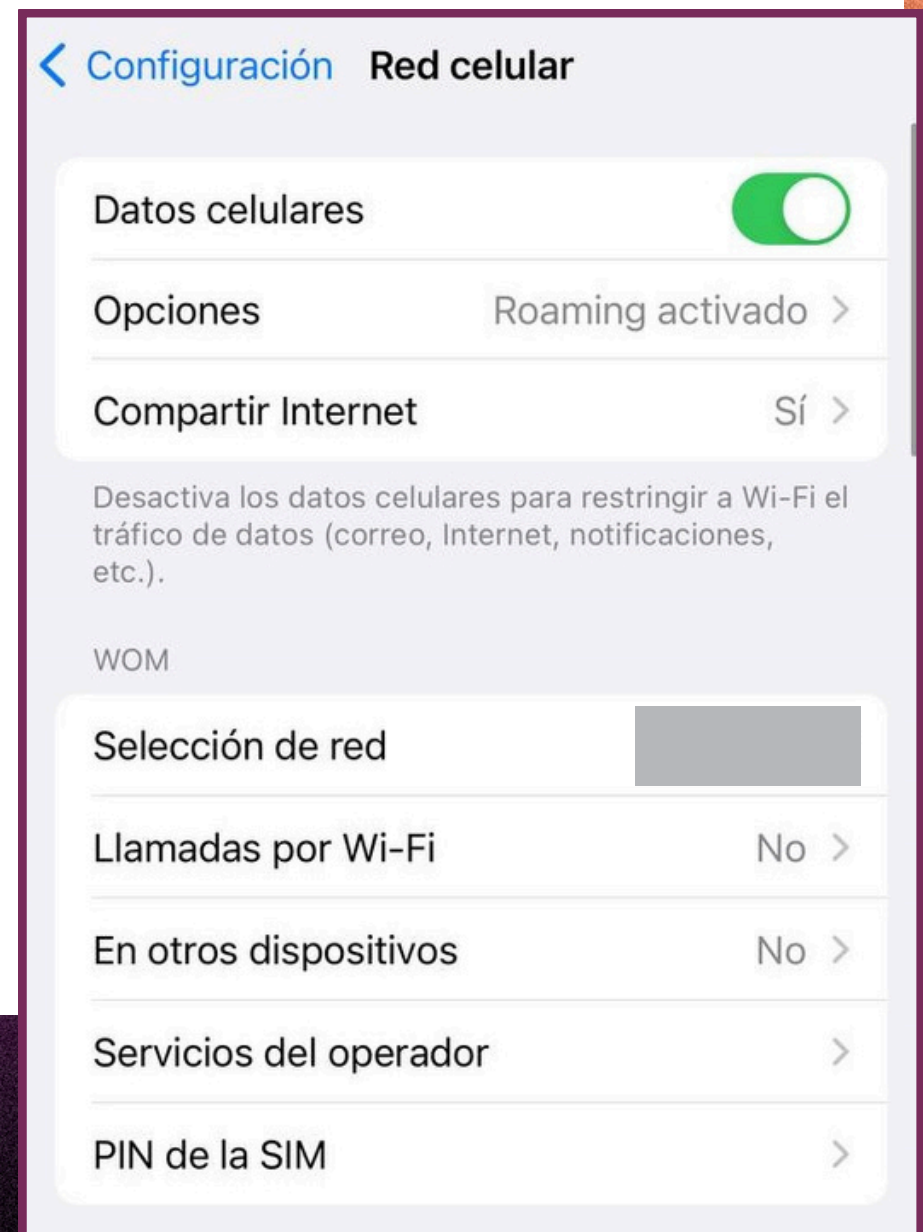 Configuración Red celular
Datos celulares
Opciones Roaming activado
Compartir Internet Sí
Desactiva los datos celulares para restringir a Wi-Fi el
tráfico de datos (correo, Internet, notificaciones,
etc.).
WOM
Selección de red
Llamadas por Wi-Fi No
En otros dispositivos No
Servicios del operador
PIN de la SIM